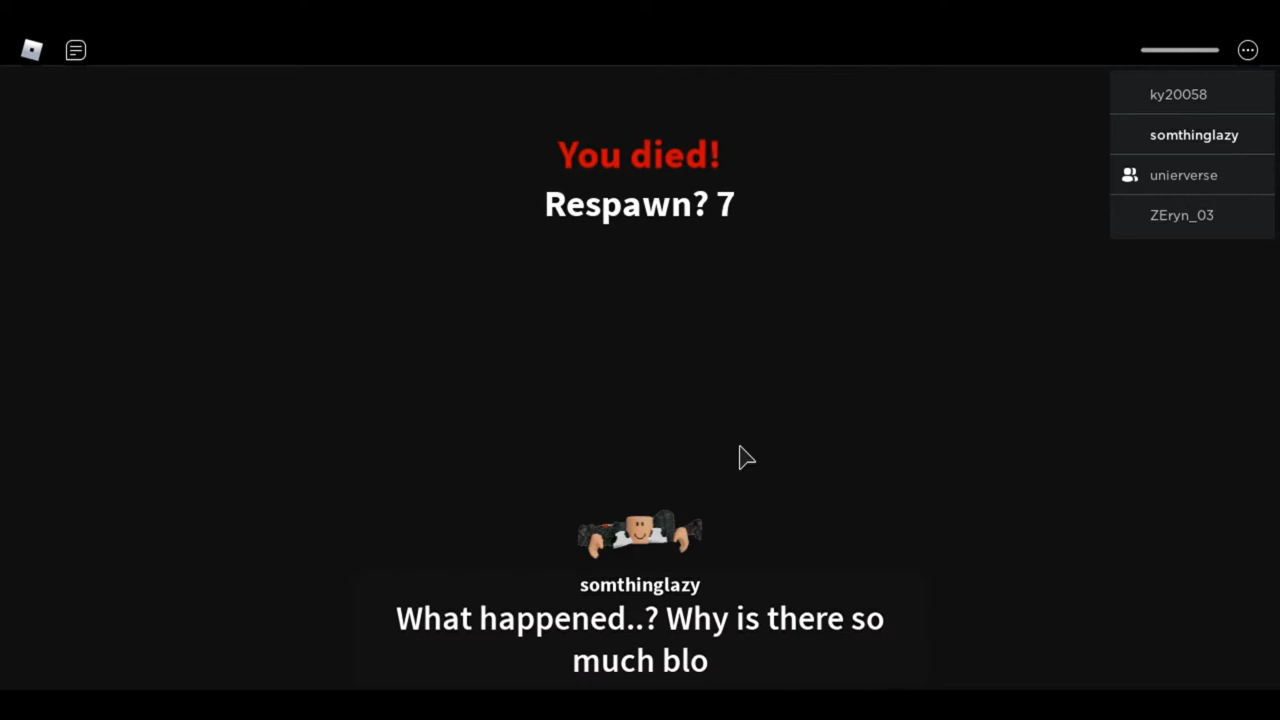 ky20058
somthinglazy
unierverse
ZEryn_03
You died!
Respawn? 7
somthinglazy
What happened..? Why is there so
much blo